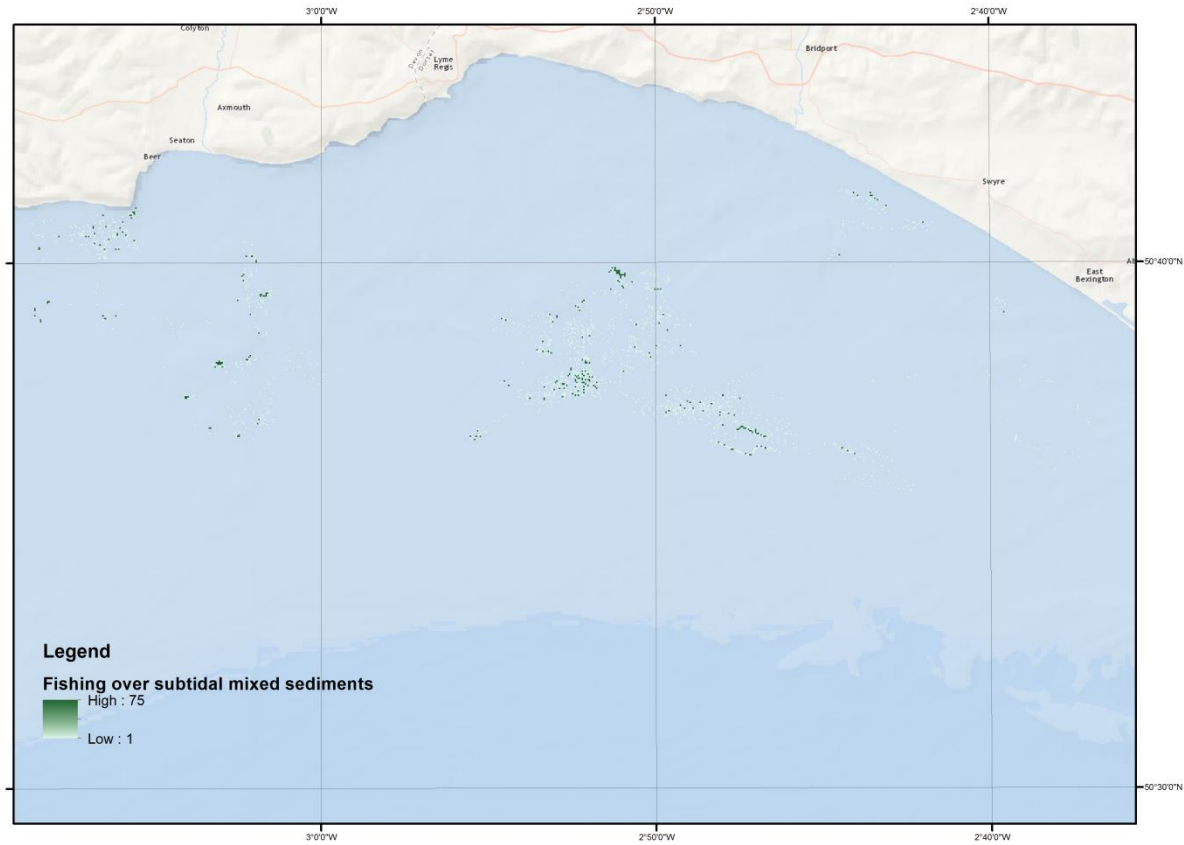 3°0'0"W
2°50'0"W
2°40'0"W
Colyton
Devon
Dorset
Lyme
Regis
Bridport
Axmouth
Seaton
Beer
Swyre
50°40'0"N
East
Bexington
Legend
Fishing over subtidal mixed sediments
High : 75
Low : 1
50°30'0"N
3°0'0"W
2°50'0"W
2°40'0"W